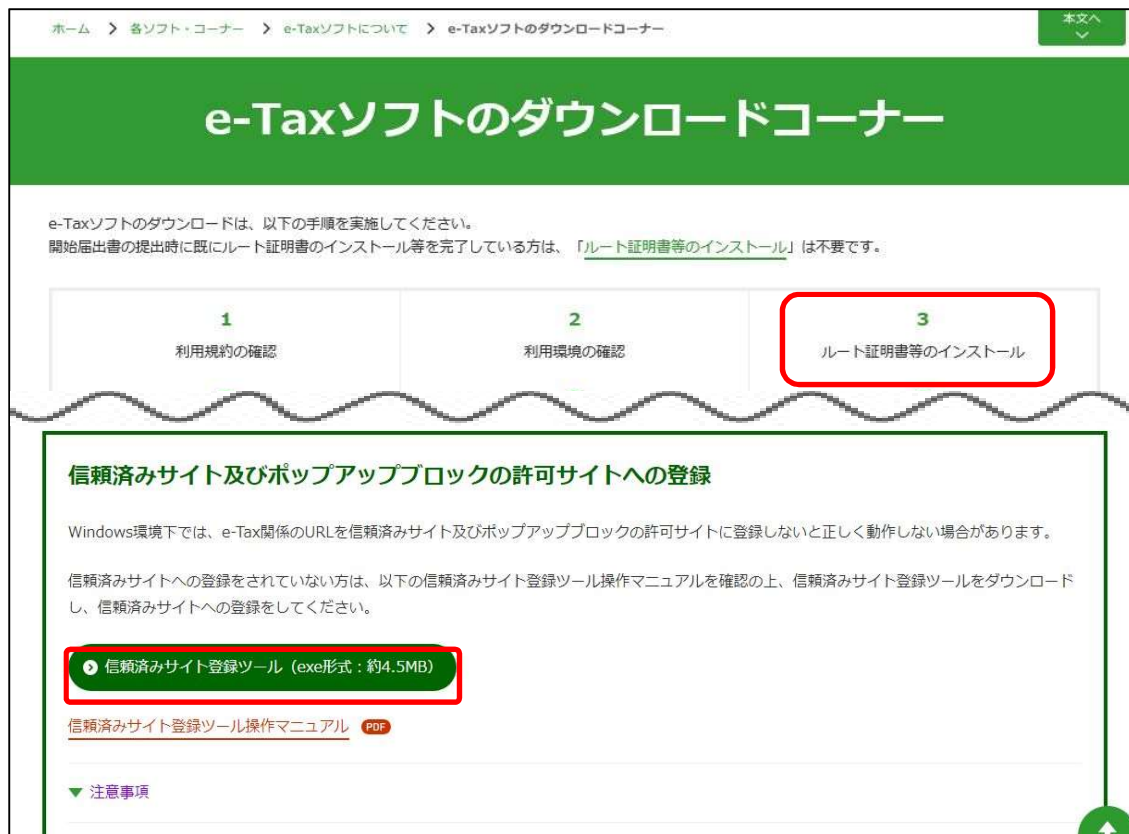 ホーム > 各ソフト・コーナー > e-Taxソフトについて > e-Taxソフトのダウンロードコーナー
本文へ
e-Taxソフトのダウンロードコーナー
e-Taxソフトのダウンロードは、以下の手順を実施してください。
開始届出書の提出時に既にルート証明書のインストール等を完了している方は、「ルート証明書等のインストール」は不要です。
1
利用規約の確認
2
利用環境の確認
3
ルート証明書等のインストール
信頼済みサイト及びポップアップブロックの許可サイトへの登録
Windows環境下では、e-Tax関係のURLを信頼済みサイト及びポップアップブロックの許可サイトに登録しないと正しく動作しない場合があります。
信頼済みサイトへの登録をされていない方は、以下の信頼済みサイト登録ツール操作マニュアルを確認の上、信頼済みサイト登録ツールをダウンロード
し、信頼済みサイトへの登録をしてください。
信頼済みサイト登録ツール（exe形式：約4.5MB）
信頼済みサイト登録ツール操作マニュアル PDF
▼ 注意事項